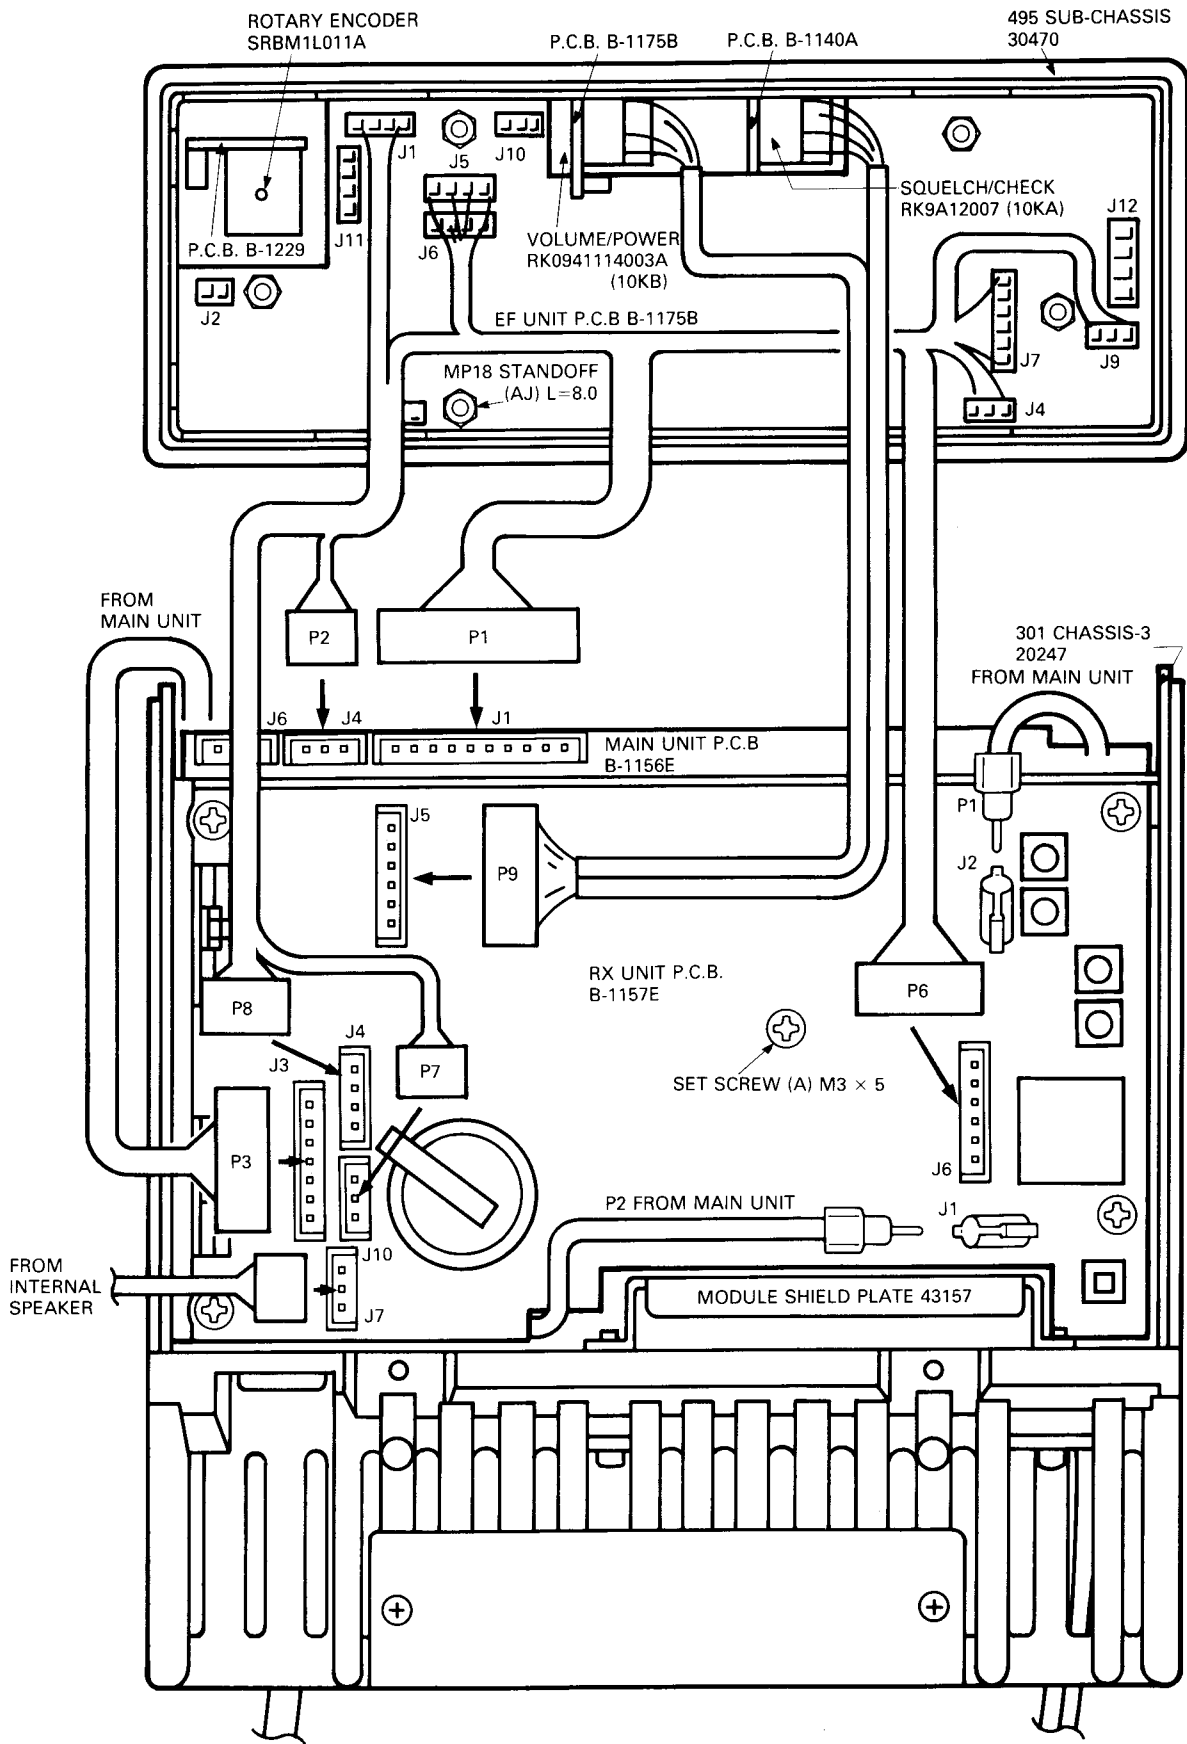 ROTARY ENCODER
SRBM1L011A
P.C.B. B-1175B
P.C.B. B-1140A
495 SUB-CHASSIS
30470
J1
J5
J10
J11
J6
P.C.B. B-1229
J2
VOLUME/POWER
RK0941114003A
(10KB)
SQUELCH/CHECK
RK9A12007 (10KA)
J12
EF UNIT P.C.B B-1175B
J7
J9
MP18 STANDOFF
(AJ) L=8.0
J4
FROM
MAIN UNIT
P2
P1
301 CHASSIS-3
20247
FROM MAIN UNIT
J6
J4
J1
MAIN UNIT P.C.B
B-1156E
P1
J5
J2
P9
RX UNIT P.C.B.
B-1157E
P6
P8
J4
J3
P7
SET SCREW (A) M3 × 5
P3
J6
P2 FROM MAIN UNIT
J1
J10
FROM
INTERNAL
SPEAKER
J7
MODULE SHIELD PLATE 43157